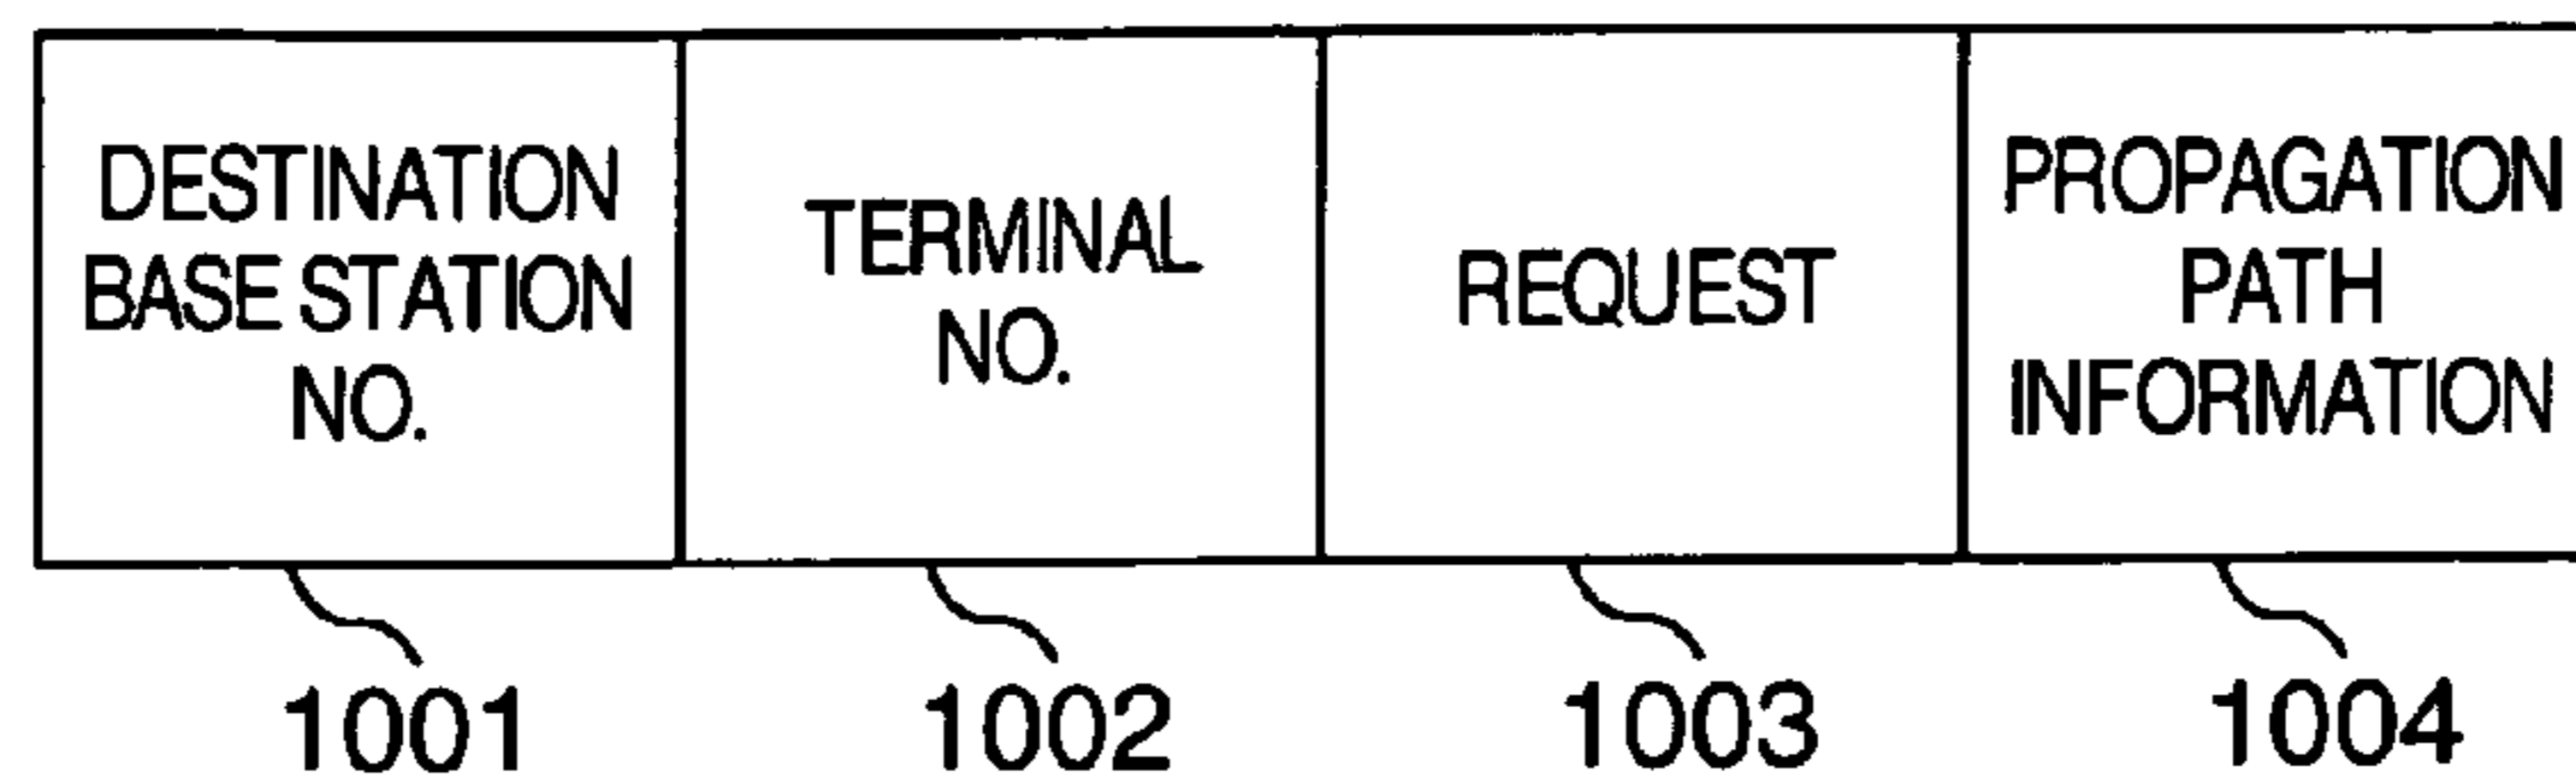 DESTINATION
BASE STATION
NO.
TERMINAL
NO.
REQUEST
PROPAGATION
PATH
INFORMATION
1001
1002
1003
1004